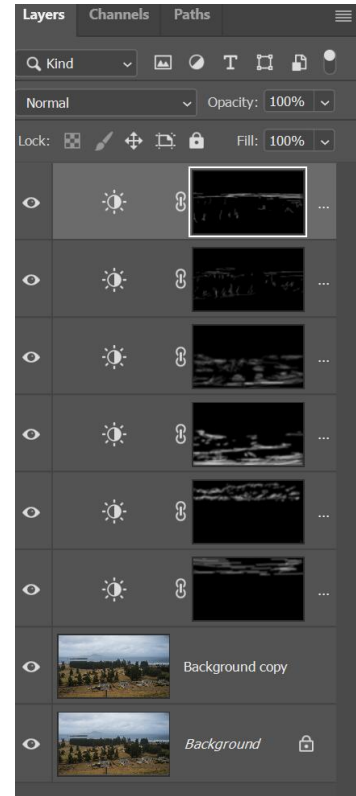 Layers Channels Paths
Kind
Normal Opacity: 100%
Lock: Fill: 100%
...
...
...
...
...
...
Background copy
Background